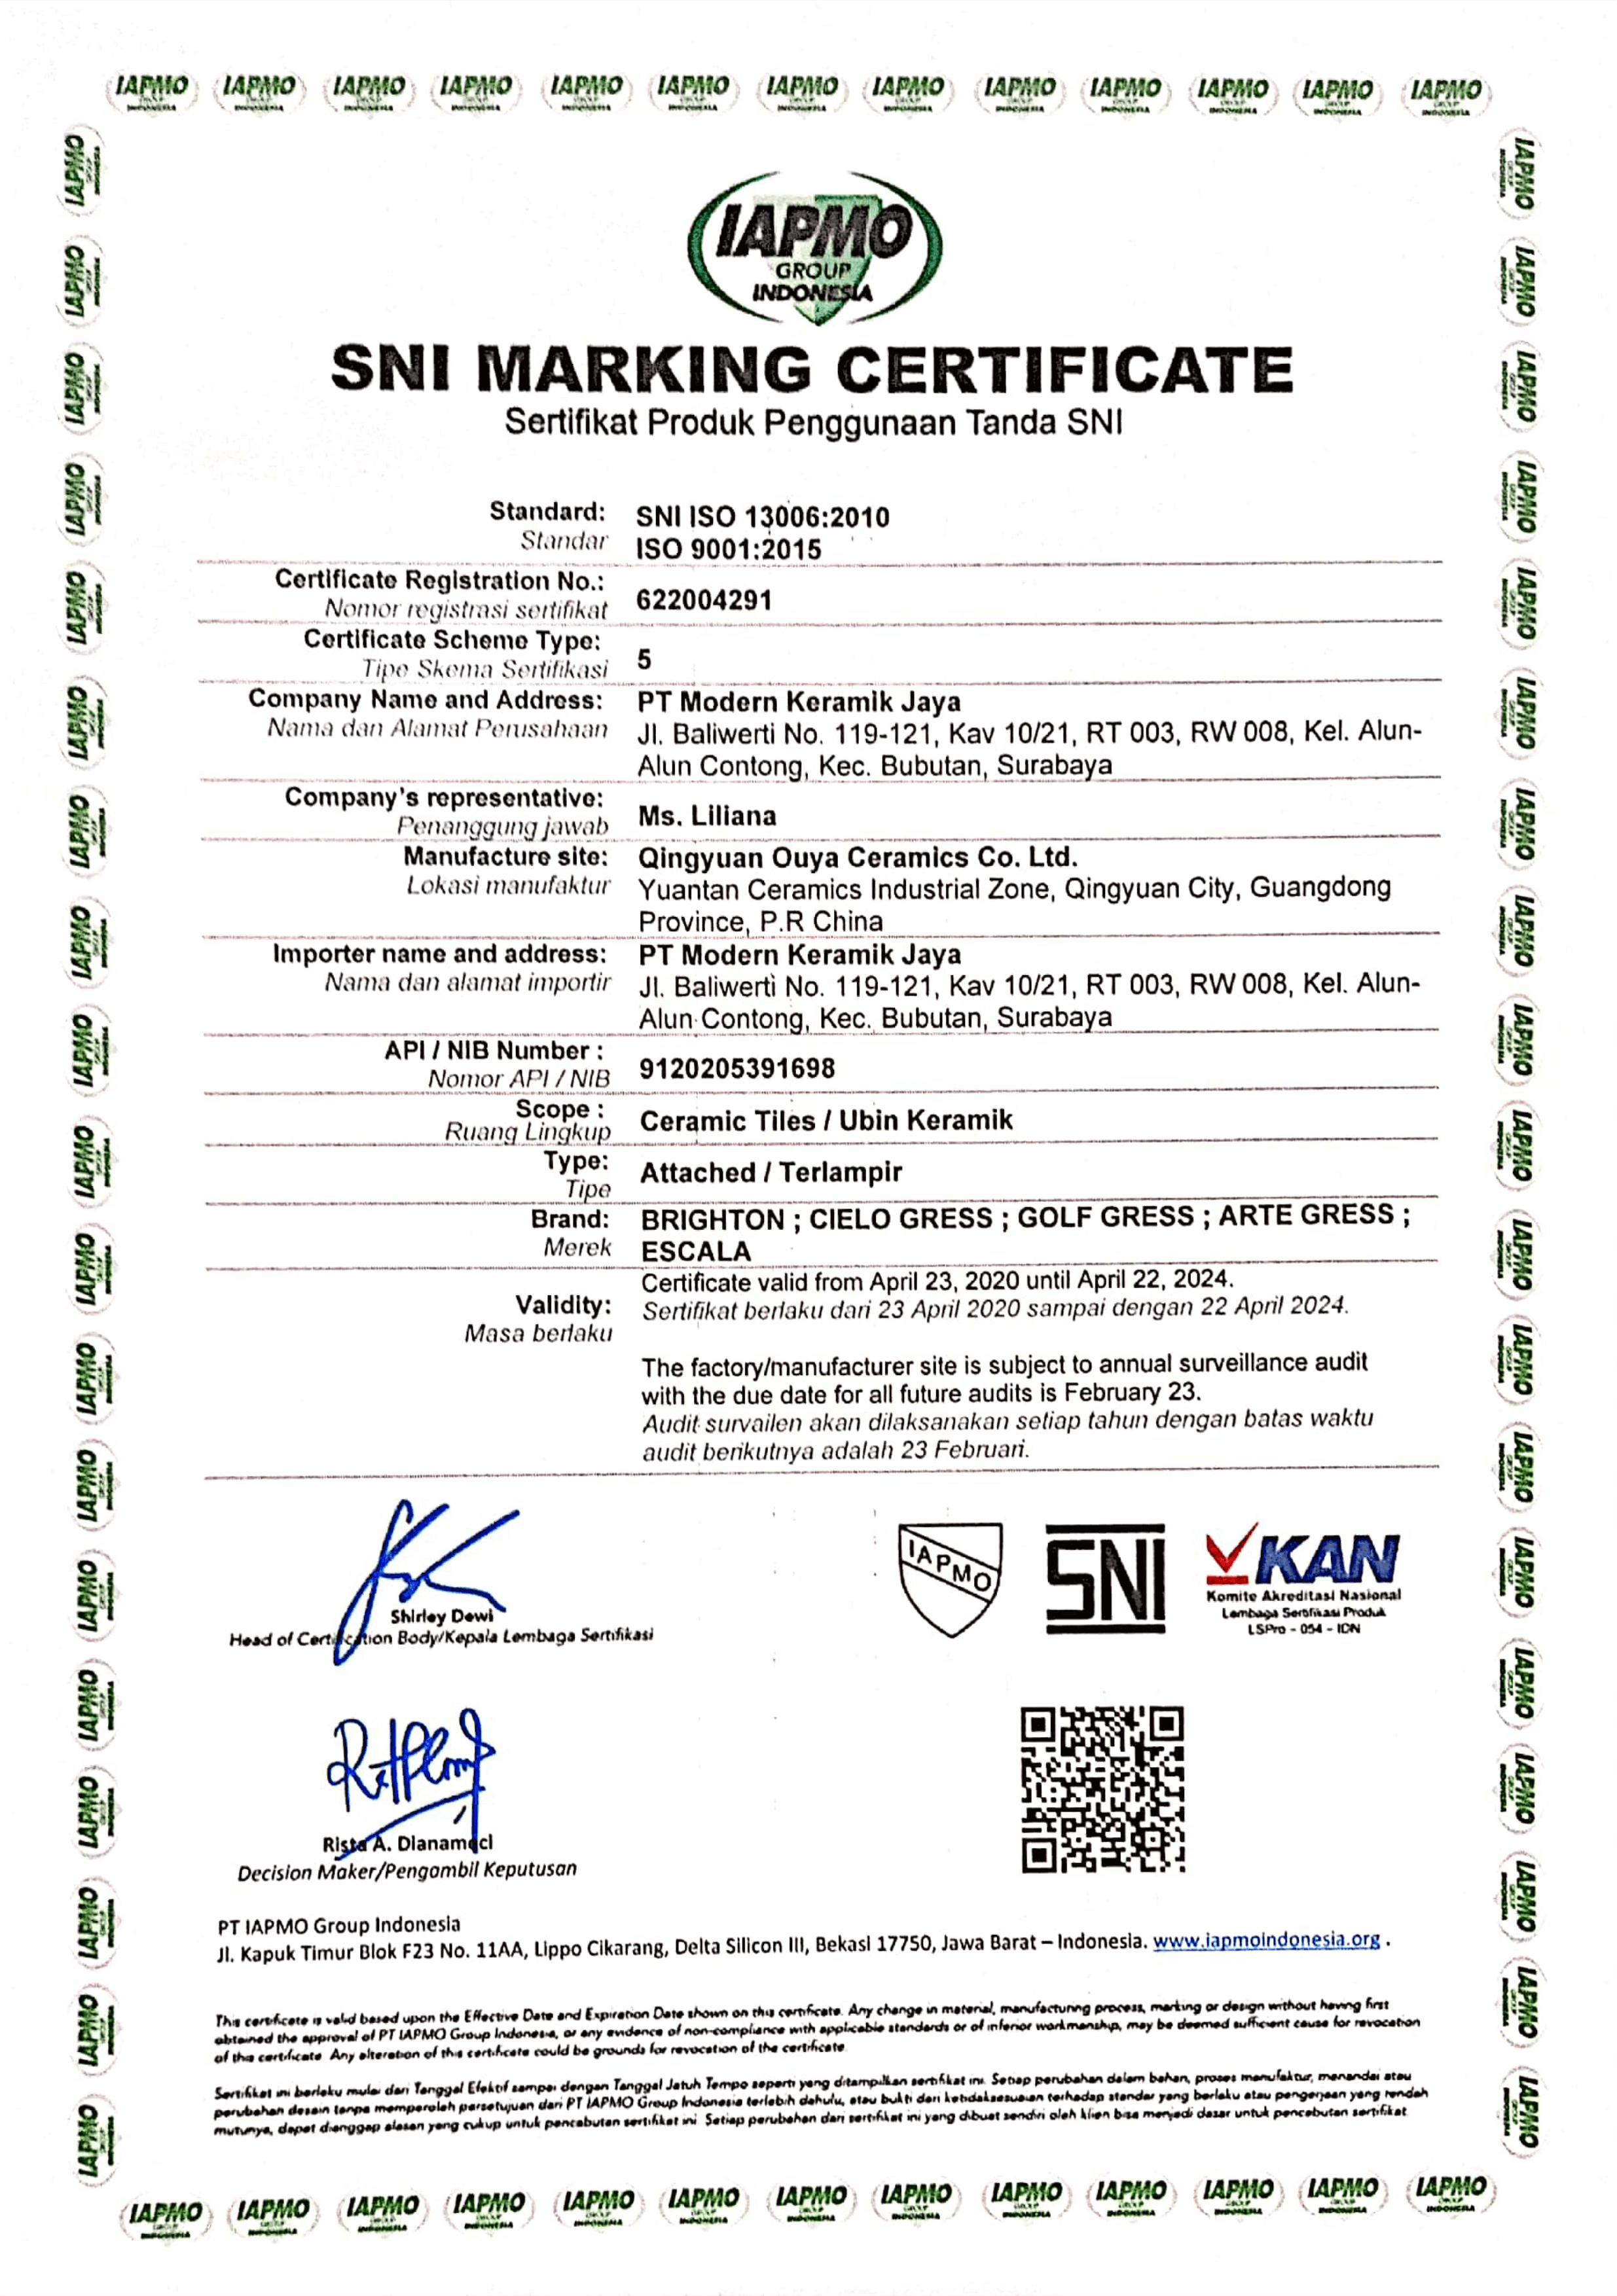 IAPMO
GROUP
INDONESIA
SNI MARKING CERTIFICATE
Sertifikat Produk Penggunaan Tanda SNI
Standard: SNI ISO 13006:2010
Standar ISO 9001:2015
Certificate Registration No.:
Nomor registrasi sertifikat 622004291
Certificate Scheme Type:
Tipe Skema Sertifikasi 5
Company Name and Address: PT Modern Keramik Jaya
Nama dan Alamat Perusahaan Jl. Baliwerti No. 119-121, Kav 10/21, RT 003, RW 008, Kel. Alun-
Alun Contong, Kec. Bubutan, Surabaya
Company's representative:
Penanggung jawab Ms. Liliana
Manufacture site: Qingyuan Ouya Ceramics Co. Ltd.
Lokasi manufaktur Yuantan Ceramics Industrial Zone, Qingyuan City, Guangdong
Province, P.R China
Importer name and address: PT Modern Keramik Jaya
Nama dan alamat importir Jl. Baliwerti No. 119-121, Kav 10/21, RT 003, RW 008, Kel. Alun-
Alun Contong, Kec. Bubutan, Surabaya
API / NIB Number :
Nomor API / NIB 9120205391698
Scope :
Ruang Lingkup Ceramic Tiles / Ubin Keramik
Type:
Tipe Attached / Terlampir
Brand: BRIGHTON ; CIELO GRESS ; GOLF GRESS ; ARTE GRESS ;
Merek ESCALA
Certificate valid from April 23, 2020 until April 22, 2024.
Validity: Sertifikat berlaku dari 23 April 2020 sampai dengan 22 April 2024.
Masa berlaku
The factory/manufacturer site is subject to annual surveillance audit
with the due date for all future audits is February 23.
Audit survailen akan dilaksanakan setiap tahun dengan batas waktu
audit berikutnya adalah 23 Februari.
Shirley Dewi
Head of Certification Body/Kepala Lembaga Sertifikasi
IAPMO
SNI
KAN
Komite Akreditasi Nasional
Lembaga Sertifikasi Produk
LSPro - 054 - IDN
Rista A. Dianameci
Decision Maker/Pengambil Keputusan
PT IAPMO Group Indonesia
Jl. Kapuk Timur Blok F23 No. 11AA, Lippo Cikarang, Delta Silicon III, Bekasi 17750, Jawa Barat – Indonesia. www.iapmoindonesia.org .
This certificate is valid based upon the Effective Date and Expiration Date shown on this certificate. Any change in material, manufacturing process, marking or design without having first
obtained the approval of PT IAPMO Group Indonesia, or any evidence of non-compliance with applicable standards or of inferior workmanship, may be deemed sufficient cause for revocation
of this certificate. Any alteration of this certificate could be grounds for revocation of the certificate.
Sertifikat ini berlaku mulai dari Tanggal Efektif sampai dengan Tanggal Jatuh Tempo seperti yang ditampilkan sertifikat ini. Setiap perubahan dalam bahan, proses manufaktur, menandai atau
perubahan desain tanpa memperoleh persetujuan dari PT IAPMO Group Indonesia terlebih dahulu, atau bukti dari ketidaksesuaian terhadap standar yang berlaku atau pengerjaan yang rendah
mutunya, dapat dianggap alasan yang cukup untuk pencabutan sertifikat ini. Setiap perubahan dari sertifikat ini yang dibuat sendiri oleh klien bisa menjadi dasar untuk pencabutan sertifikat.